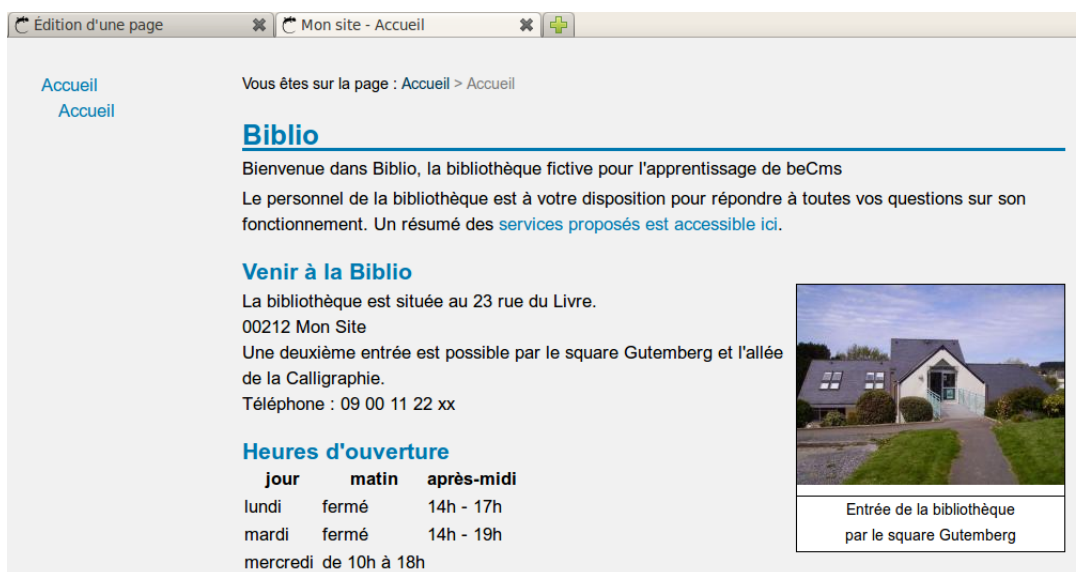 Édition d'une page
Mon site - Accueil
Accueil
Accueil
Vous êtes sur la page : Accueil > Accueil
Biblio
Bienvenue dans Biblio, la bibliothèque fictive pour l'apprentissage de beCms
Le personnel de la bibliothèque est à votre disposition pour répondre à toutes vos questions sur son
fonctionnement. Un résumé des services proposés est accessible ici.
Venir à la Biblio
La bibliothèque est située au 23 rue du Livre.
00212 Mon Site
Une deuxième entrée est possible par le square Gutemberg et l'allée
de la Calligraphie.
Téléphone : 09 00 11 22 xx
Entrée de la bibliothèque
par le square Gutemberg
Heures d'ouverture
jour matin après-midi
lundi fermé 14h - 17h
mardi fermé 14h - 19h
mercredi de 10h à 18h